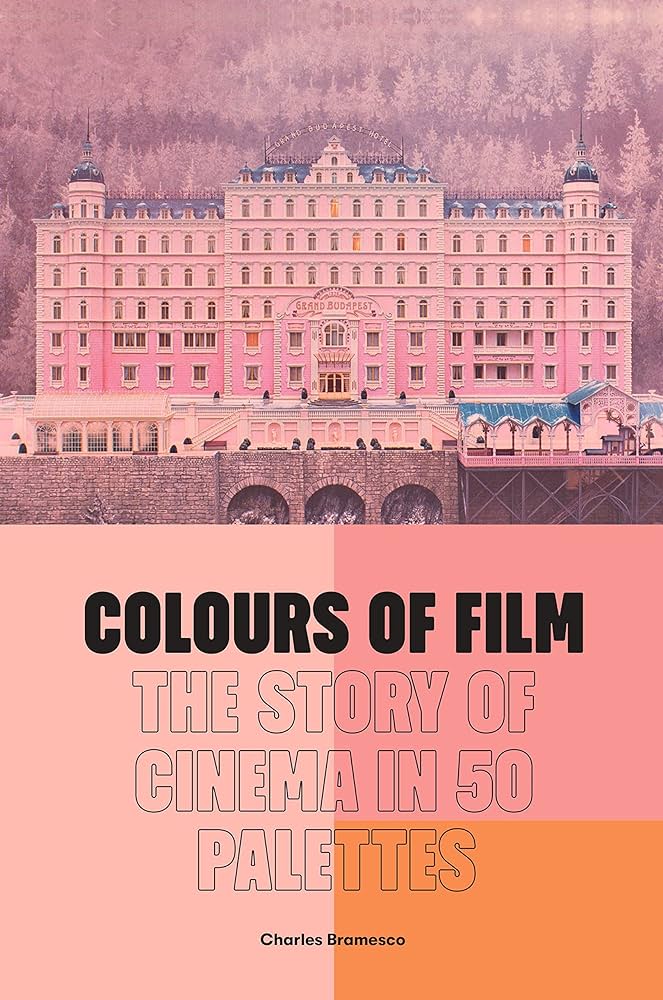 GRAND BUDAPEST HOTEL
GRAND BUDAPEST
COLOURS OF FILM
THE STORY OF
CINEMA IN 50
PALETTES
Charles Bramesco